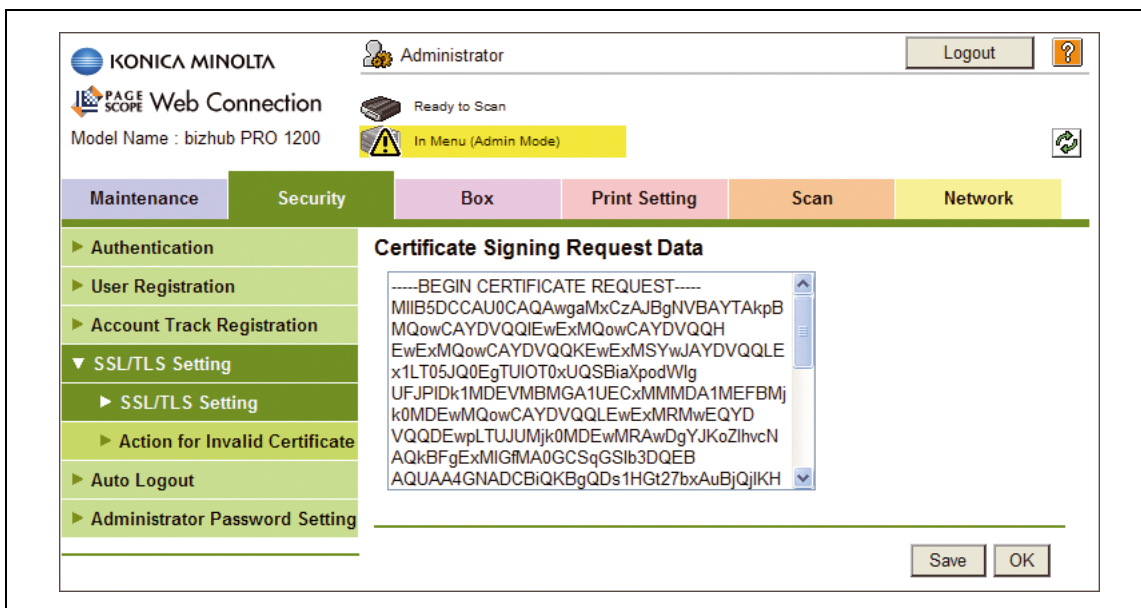 KONICA MINOLTA
Administrator
Logout
?
PAGE SCOPE Web Connection
Ready to Scan
Model Name : bizhub PRO 1200
In Menu (Admin Mode)
Maintenance
Security
Box
Print Setting
Scan
Network
Authentication
User Registration
Account Track Registration
SSL/TLS Setting
SSL/TLS Setting
Action for Invalid Certificate
Auto Logout
Administrator Password Setting
Certificate Signing Request Data
-----BEGIN CERTIFICATE REQUEST-----
MIIB5DCCAU0CAQAwgaMxCzAJBgNVBAYTAkpB
MQowCAYDVQQIEwExMQowCAYDVQQH
EwExMQowCAYDVQQKEwExMSYwJAYDVQQLE
x1LT05JQ0EgTUlOT0xUQSBiaXpodWIg
UFJPIDk1MDEVMBMGA1UECxMMMDA1MEFBMj
k0MDEwMQowCAYDVQQLEwExMRMwEQYD
VQQDEwpLTUJUMjk0MDEwMRAwDgYJKoZIhvcN
AQkBFgExMIGfMA0GCSqGSIb3DQEB
AQUAA4GNADCBiQKBgQDs1HGt27bxAuBjQjlKH
Save
OK